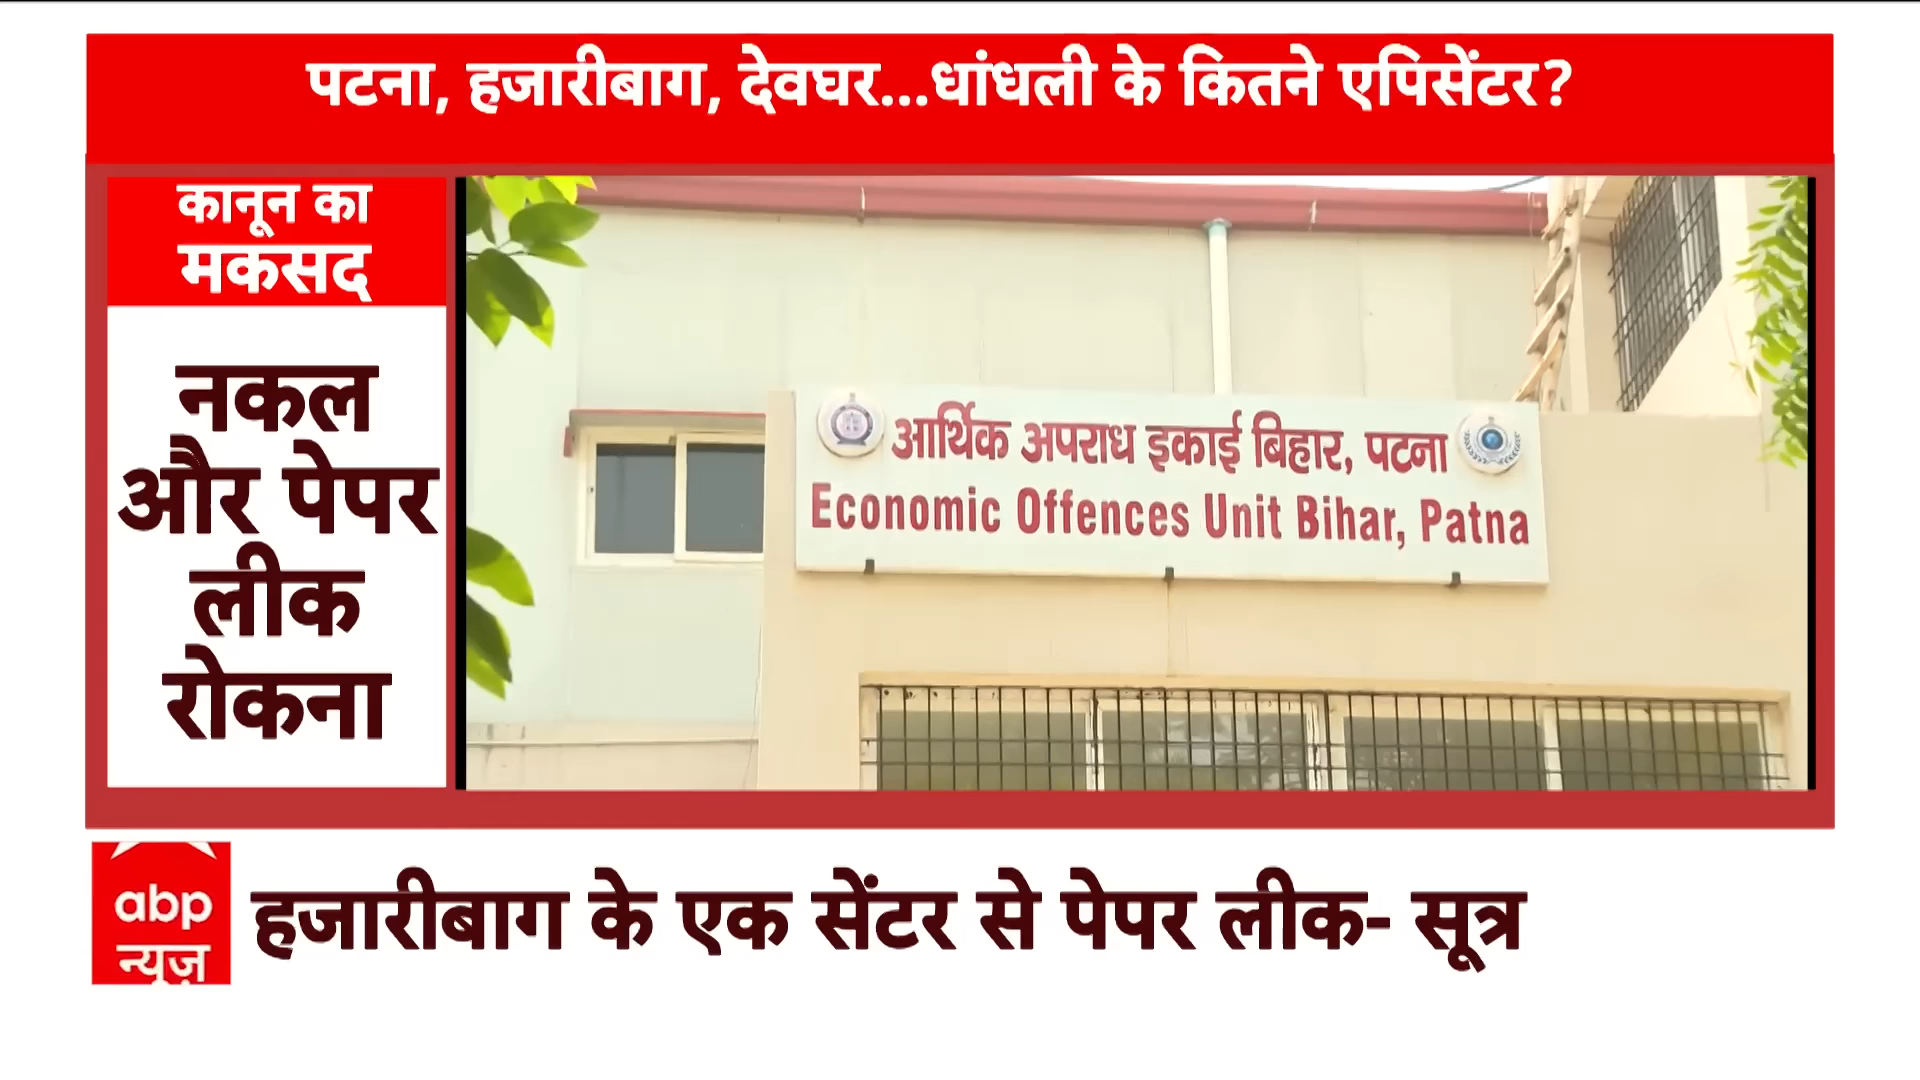 पटना, हजारीबाग, देवघर...धांधली के कितने एपिसेंटर?
कानून का
मकसद
नकल
और पेपर
लीक
रोकना
आर्थिक अपराध इकाई बिहार, पटना
Economic Offences Unit Bihar, Patna
abp
न्यूज़
हजारीबाग के एक सेंटर से पेपर लीक- सूत्र